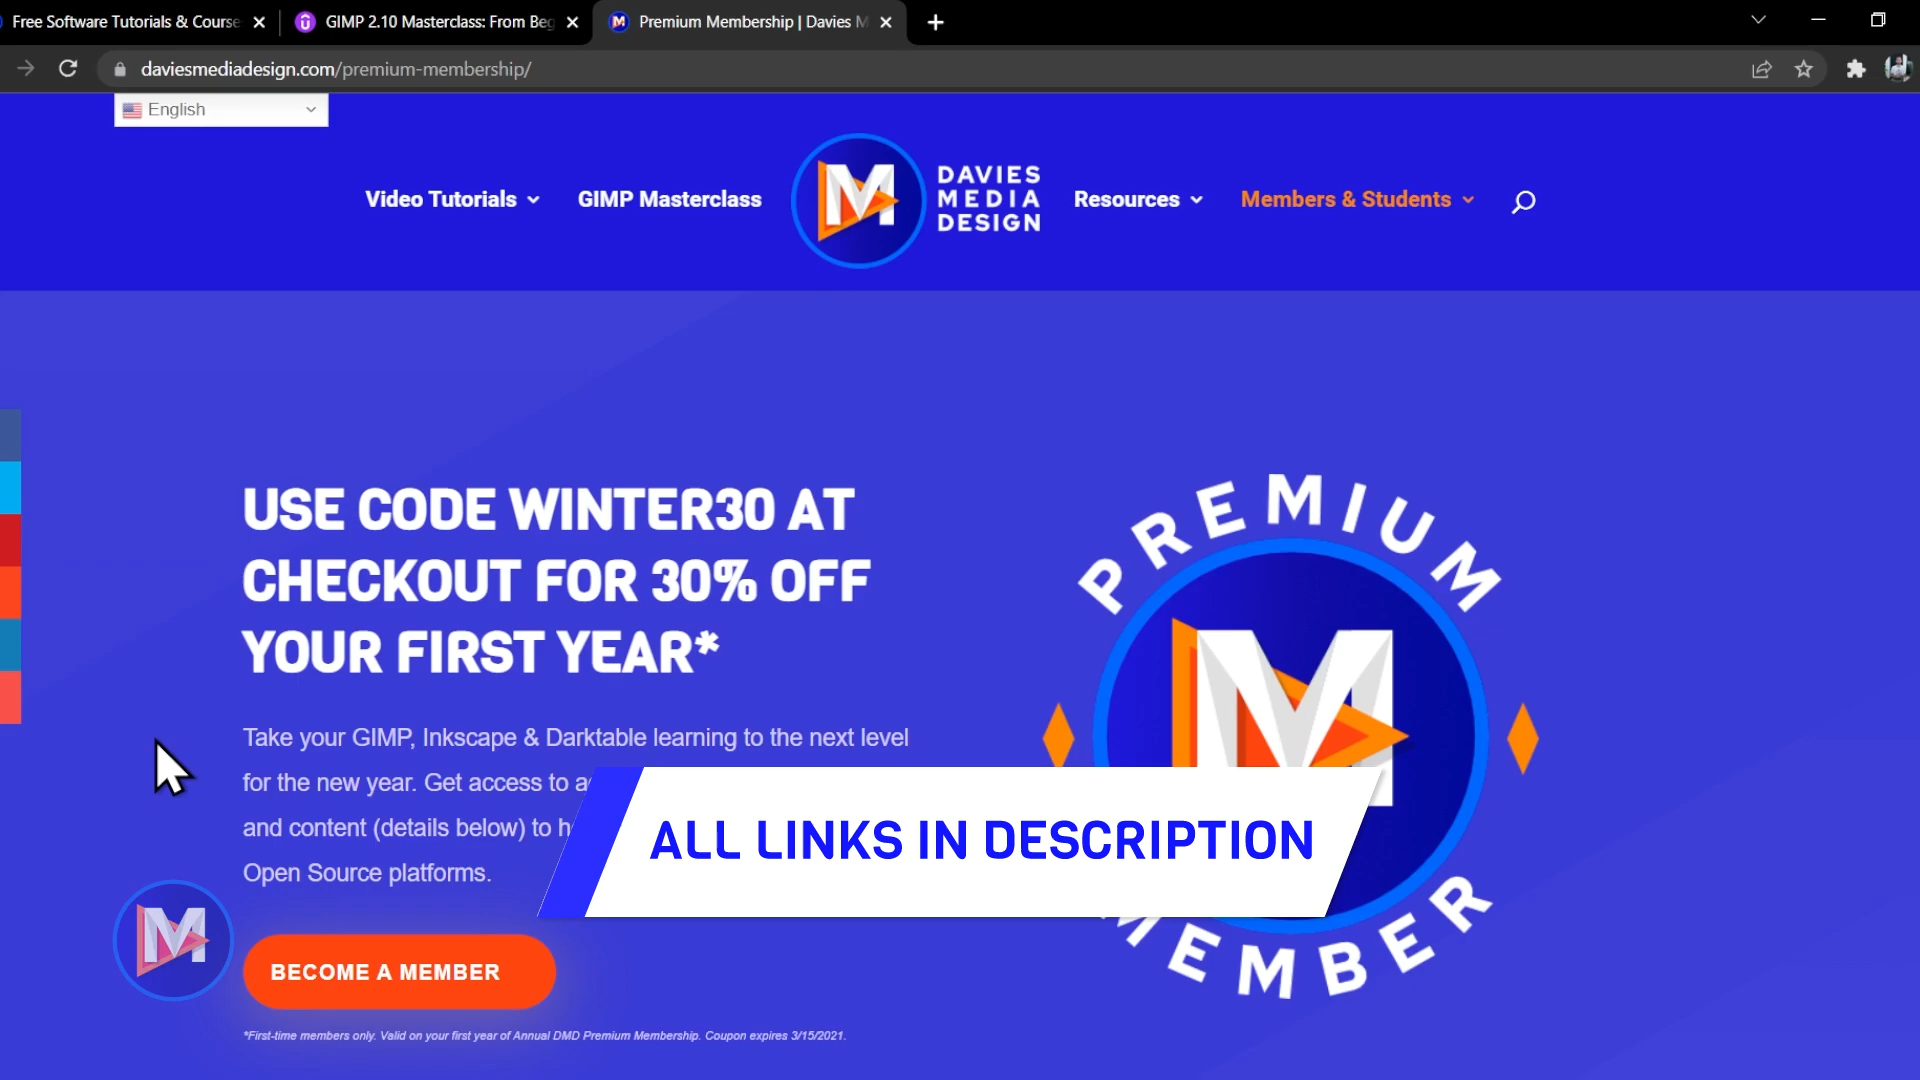 Free Software Tutorials & Course
GIMP 2.10 Masterclass: From Beg
Premium Membership | Davies M
daviesmediadesign.com/premium-membership/
English
Video Tutorials
GIMP Masterclass
M
DAVIES
MEDIA
DESIGN
Resources
Members & Students
USE CODE WINTER30 AT
CHECKOUT FOR 30% OFF
YOUR FIRST YEAR*
Take your GIMP, Inkscape & Darktable learning to the next level
for the new year. Get access to a
and content (details below) to h
Open Source platforms.
BECOME A MEMBER
*First-time members only. Valid on your first year of Annual DMD Premium Membership. Coupon expires 3/15/2021.
PREMIUM
M
MEMBER
ALL LINKS IN DESCRIPTION
M